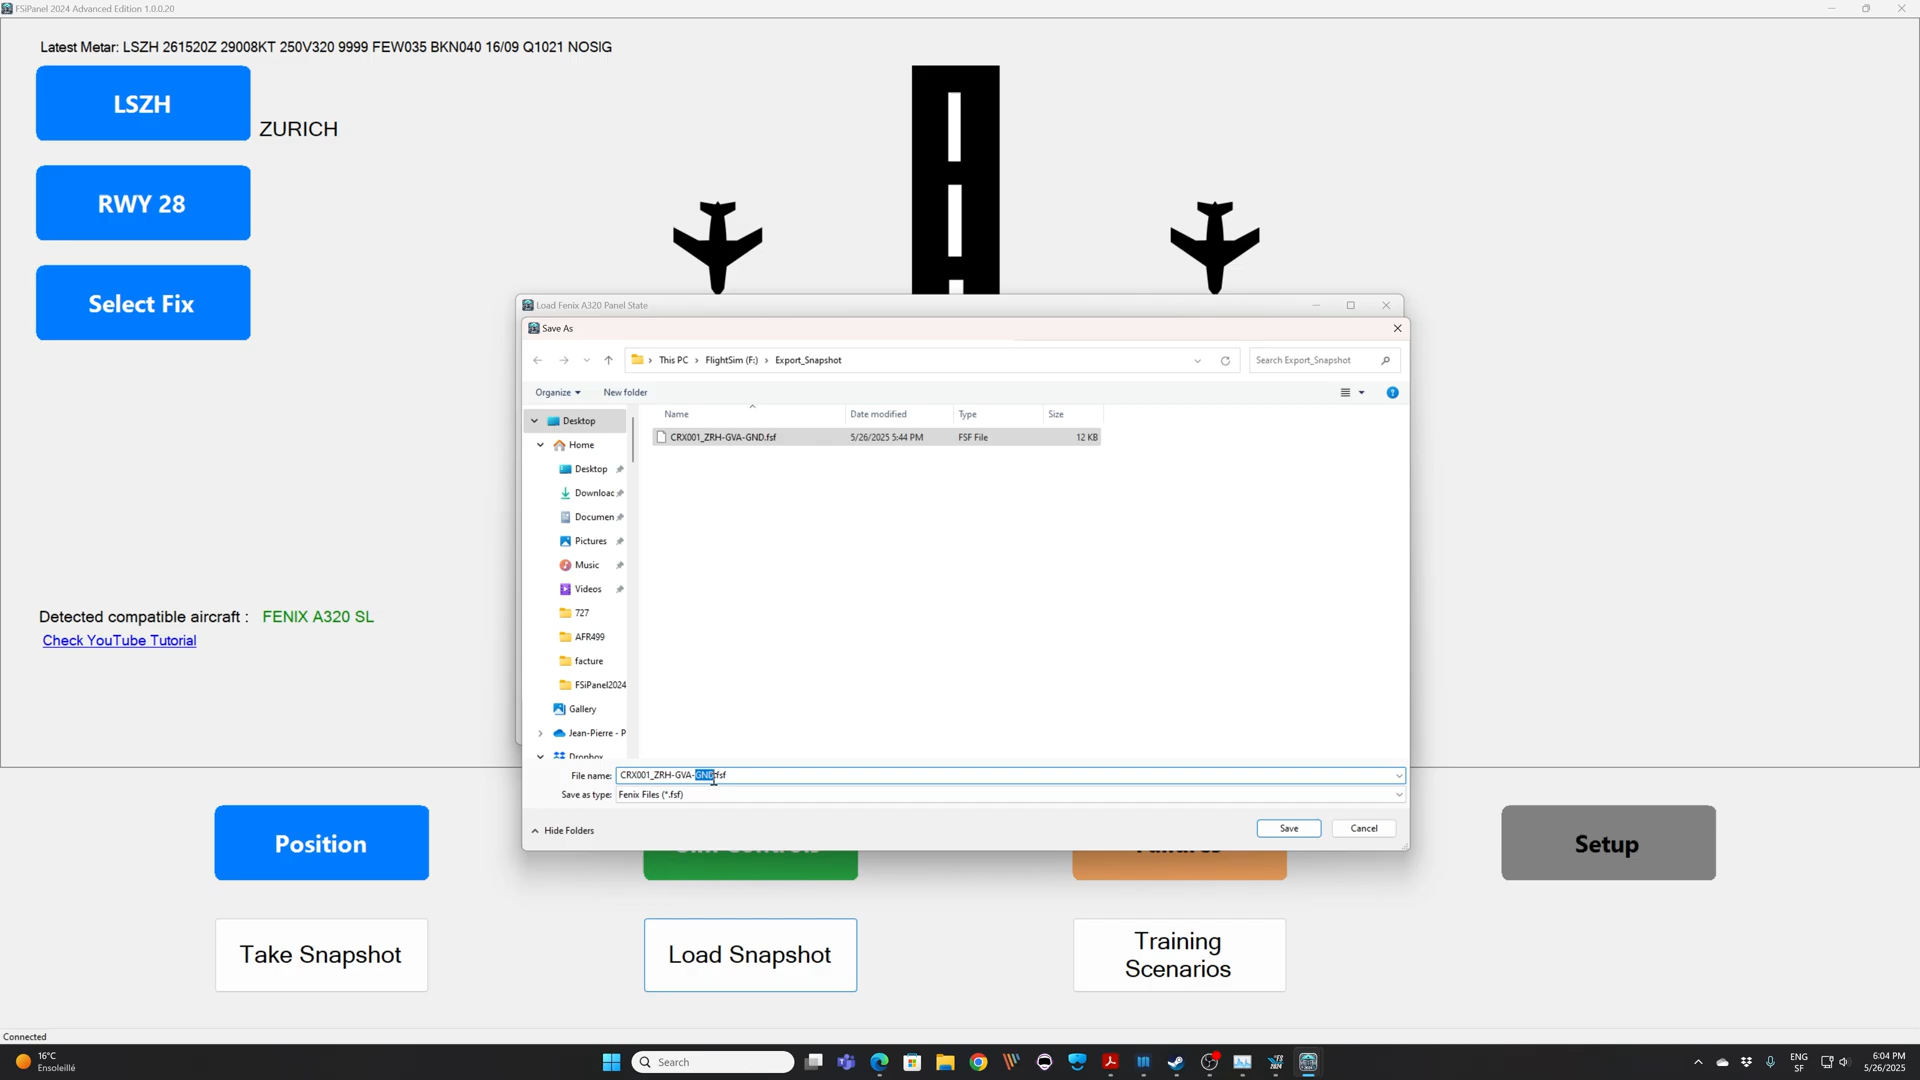 FSiPanel 2024 Advanced Edition 1.0.0.20
Latest Metar: LSZH 261520Z 29008KT 250V320 9999 FEW035 BKN040 16/09 Q1021 NOSIG
LSZH
ZURICH
RWY 28
Select Fix
Detected compatible aircraft : FENIX A320 SL
Check YouTube Tutorial
Load Fenix A320 Panel State
Save As
This PC > FlightSim (F:) > Export_Snapshot
Search Export_Snapshot
Organize
New folder
Name
Date modified
Type
Size
CRX001_ZRH-GVA-GND.fsf
5/26/2025 5:44 PM
FSF File
12 KB
Desktop
Home
Desktop
Downloac
Documen
Pictures
Music
Videos
727
AFR499
facture
FSiPanel2024
Gallery
Jean-Pierre - P
Dropbox
File name: CRX001_ZRH-GVA-GND.fsf
Save as type: Fenix Files (*.fsf)
Hide Folders
Save
Cancel
Position
Setup
Take Snapshot
Load Snapshot
Training
Scenarios
Connected
16°C
Ensoleillé
Search
ENG
SF
6:04 PM
5/26/2025